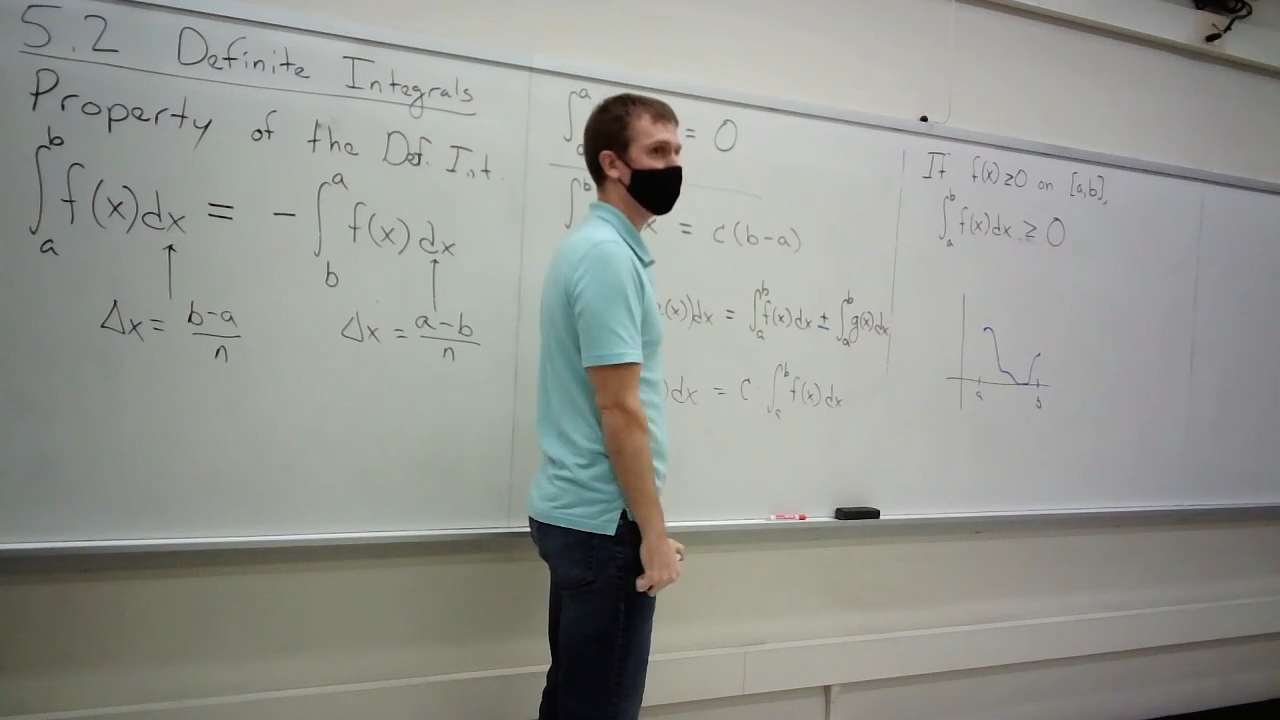 5.2 Definite Integrals
Property of the Def. Int.
∫_a^b f(x)dx = -∫_b^a f(x)dx
Δx = (b-a)/n
Δx = (a-b)/n
∫^a = 0
∫^b x = c(b-a)
(x))dx = ∫_a^b f(x)dx ± ∫_a^b g(x)dx
)dx = C ∫_a^b f(x)dx
If f(x) ≥ 0 on [a,b],
∫_a^b f(x)dx ≥ 0
a b